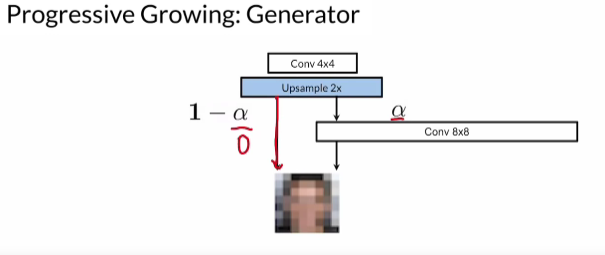 Progressive Growing: Generator
Conv 4x4
Upsample 2x
1 − α
α
Conv 8x8
0